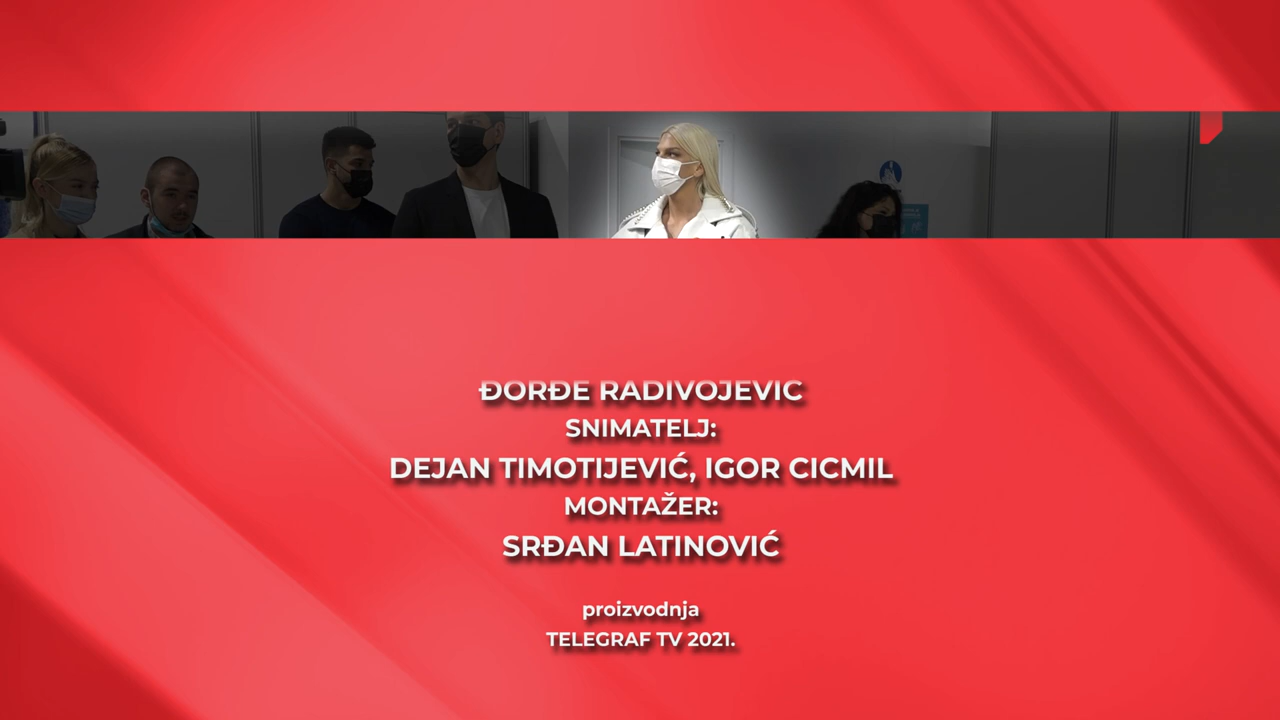 ĐORĐE RADIVOJEVIC
SNIMATELJ:
DEJAN TIMOTIJEVIĆ, IGOR CICMIL
MONTAŽER:
SRĐAN LATINOVIĆ
proizvodnja
TELEGRAF TV 2021.